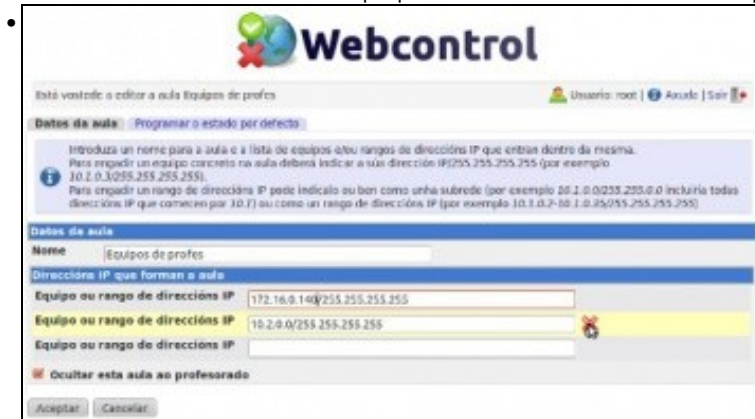 Webcontrol
Está vostede a editar a aula Equipos de profes
Usuario: root | Axuda | Sair
Datos da aula Programar o estado por defecto
Introduza un nome para a aula e a lista de equipos e/ou rangos de direccións IP que entran dentro da mesma.
Para engadir un equipo concreto na aula deberá indicar a súa dirección IP/255.255.255.255 (por exemplo
10.1.0.3/255.255.255.255).
Para engadir un rango de direccións IP pode indicalo ou ben como unha subrede (por exemplo 10.1.0.0/255.255.0.0 incluiría todas
direccións IP que comecen por 10.1) ou como un rango de direccións IP (por exemplo 10.1.0.2-10.1.0.35/255.255.255.255)
Datos da aula
Nome Equipos de profes
Direccións IP que forman a aula
Equipo ou rango de direccións IP 172.16.0.140/255.255.255.255
Equipo ou rango de direccións IP 10.2.0.0/255.255.255.255
Equipo ou rango de direccións IP
Ocultar esta aula ao profesorado
Aceptar Cancelar